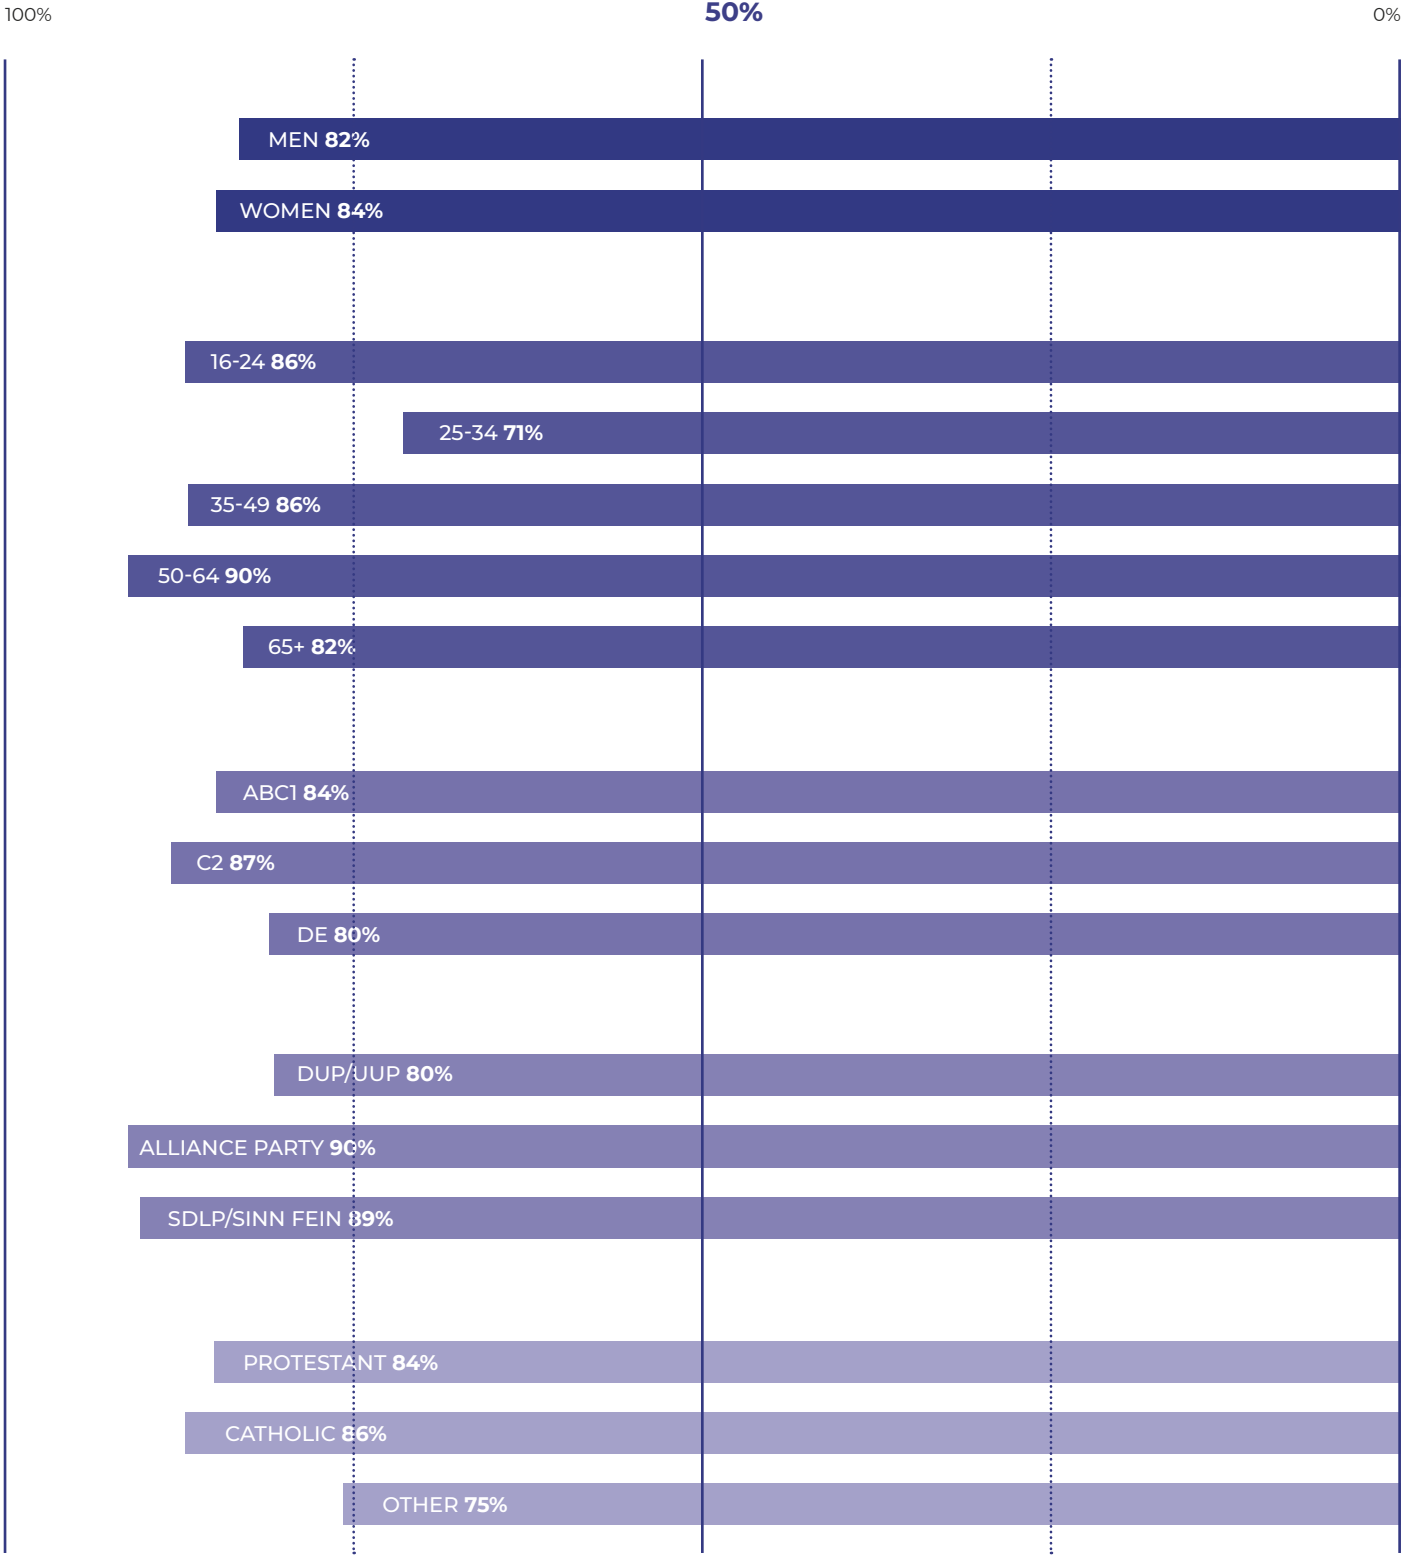 100% 50% 0%
MEN 82%
WOMEN 84%
16-24 86%
25-34 71%
35-49 86%
50-64 90%
65+ 82%
ABC1 84%
C2 87%
DE 80%
DUP/UUP 80%
ALLIANCE PARTY 90%
SDLP/SINN FEIN 89%
PROTESTANT 84%
CATHOLIC 86%
OTHER 75%